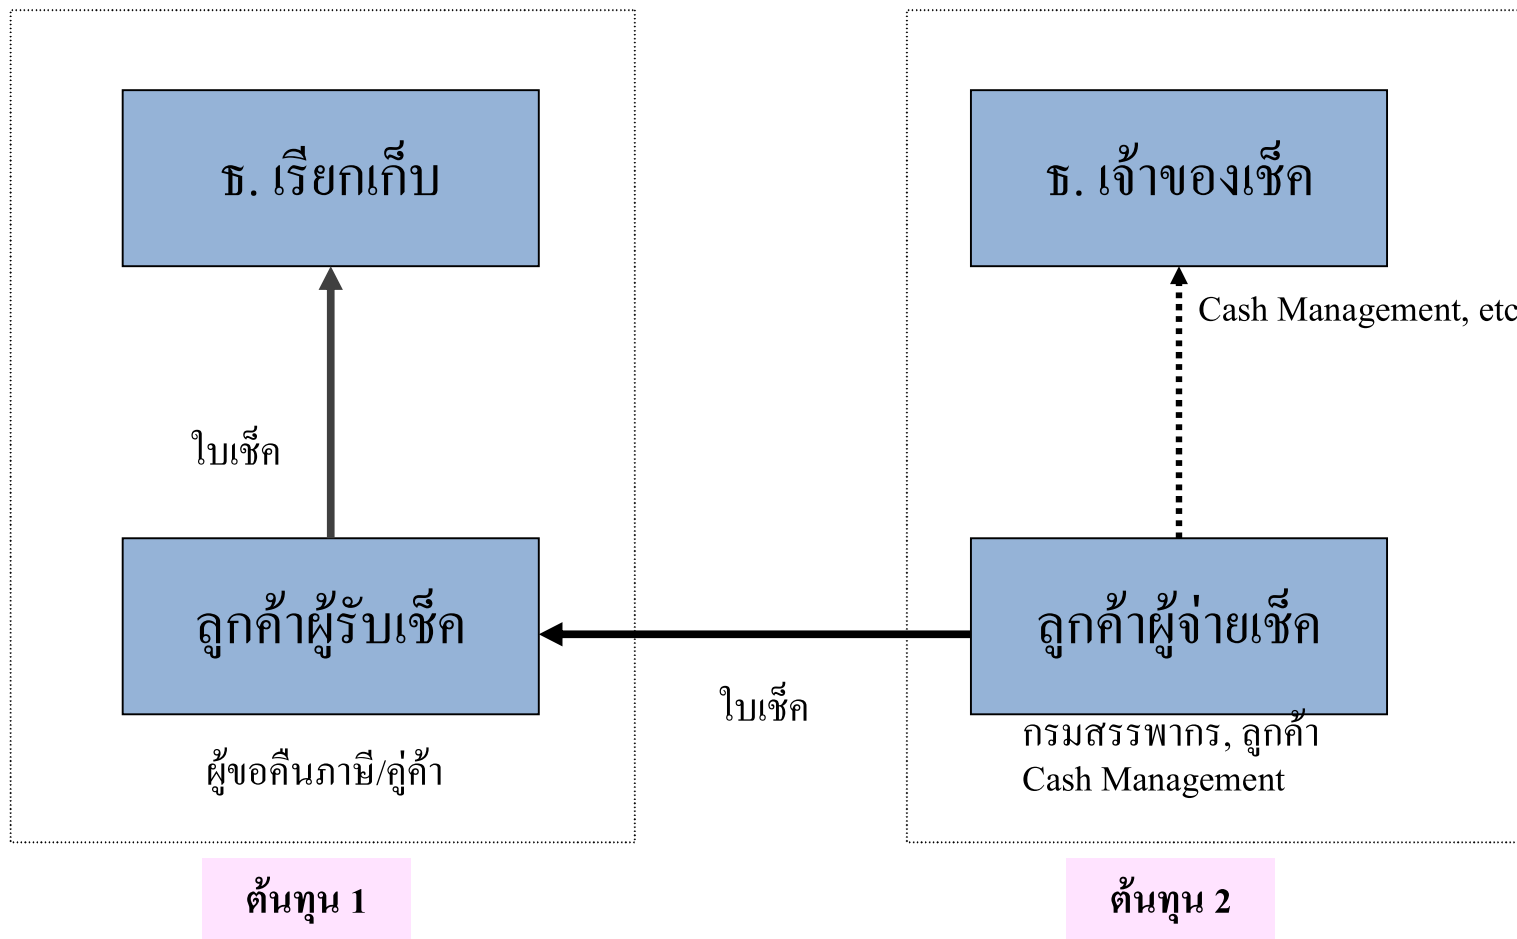 ธ. เรียกเก็บ
ธ. เจ้าของเช็ค
Cash Management, etc
ใบเช็ค
ลูกค้าผู้รับเช็ค
ลูกค้าผู้จ่ายเช็ค
ใบเช็ค
ผู้ขอคืนภาษี/คู่ค้า
กรมสรรพากร, ลูกค้า
Cash Management
ต้นทุน 1
ต้นทุน 2